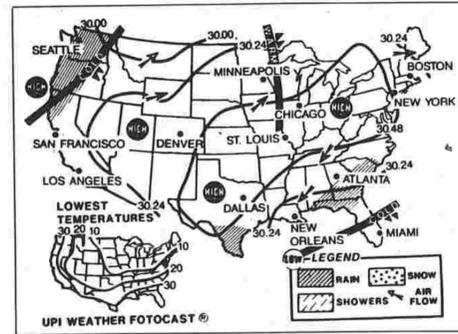 30.00
30.00
30.24
SEATTLE
COLD
MINNEAPOLIS
30.24
BOSTON
HIGH
CHICAGO
HIGH
NEW YORK
30.48
SAN FRANCISCO
HIGH
DENVER
ST. LOUIS
30.24
LOS ANGELES
HIGH
ATLANTA
30.24
DALLAS
LOWEST
TEMPERATURES
30.24
NEW
ORLEANS
COLD
MIAMI
30 20 10
10
20
30
LOW
LEGEND
RAIN
SNOW
SHOWERS
AIR
FLOW
UPI WEATHER FOTOCAST ®